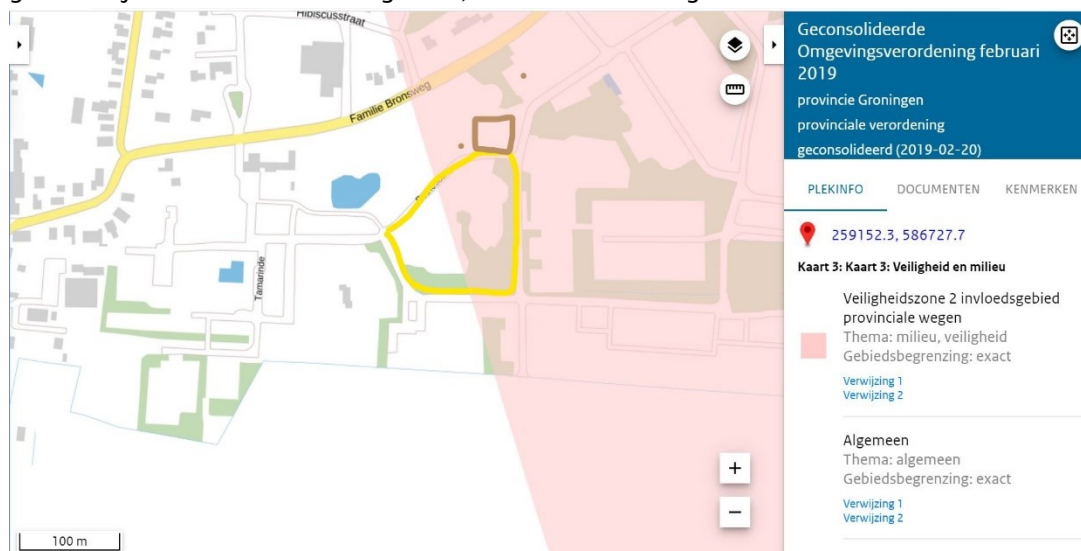 Hibiscusstraat
Familie Bronsweg
Tamarinde
100 m
Geconsolideerde
Omgevingsverordening februari
2019
provincie Groningen
provinciale verordening
geconsolideerd (2019-02-20)
PLEKINFO DOCUMENTEN KENMERKEN
259152.3, 586727.7
Kaart 3: Kaart 3: Veiligheid en milieu
Veiligheidszone 2 invloedsgebied
provinciale wegen
Thema: milieu, veiligheid
Gebiedsbegrenzing: exact
Verwijzing 1
Verwijzing 2
Algemeen
Thema: algemeen
Gebiedsbegrenzing: exact
Verwijzing 1
Verwijzing 2